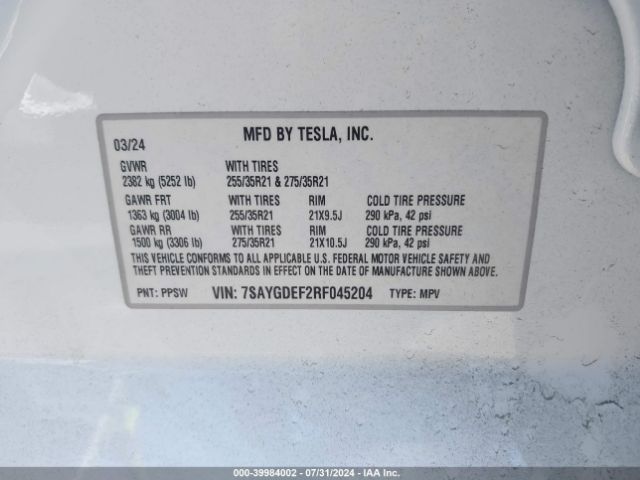 03/24
MFD BY TESLA, INC.
GVWR WITH TIRES
2382 kg (5252 lb) 255/35R21 & 275/35R21
GAWR FRT WITH TIRES RIM COLD TIRE PRESSURE
1363 kg (3004 lb) 255/35R21 21X9.5J 290 kPa, 42 psi
GAWR RR WITH TIRES RIM COLD TIRE PRESSURE
1500 kg (3306 lb) 275/35R21 21X10.5J 290 kPa, 42 psi
THIS VEHICLE CONFORMS TO ALL APPLICABLE U.S. FEDERAL MOTOR VEHICLE SAFETY AND
THEFT PREVENTION STANDARDS IN EFFECT ON THE DATE OF MANUFACTURE SHOWN ABOVE.
PNT: PPSW VIN: 7SAYGDEF2RF045204 TYPE: MPV
000-39984002 - 07/31/2024 - IAA Inc.